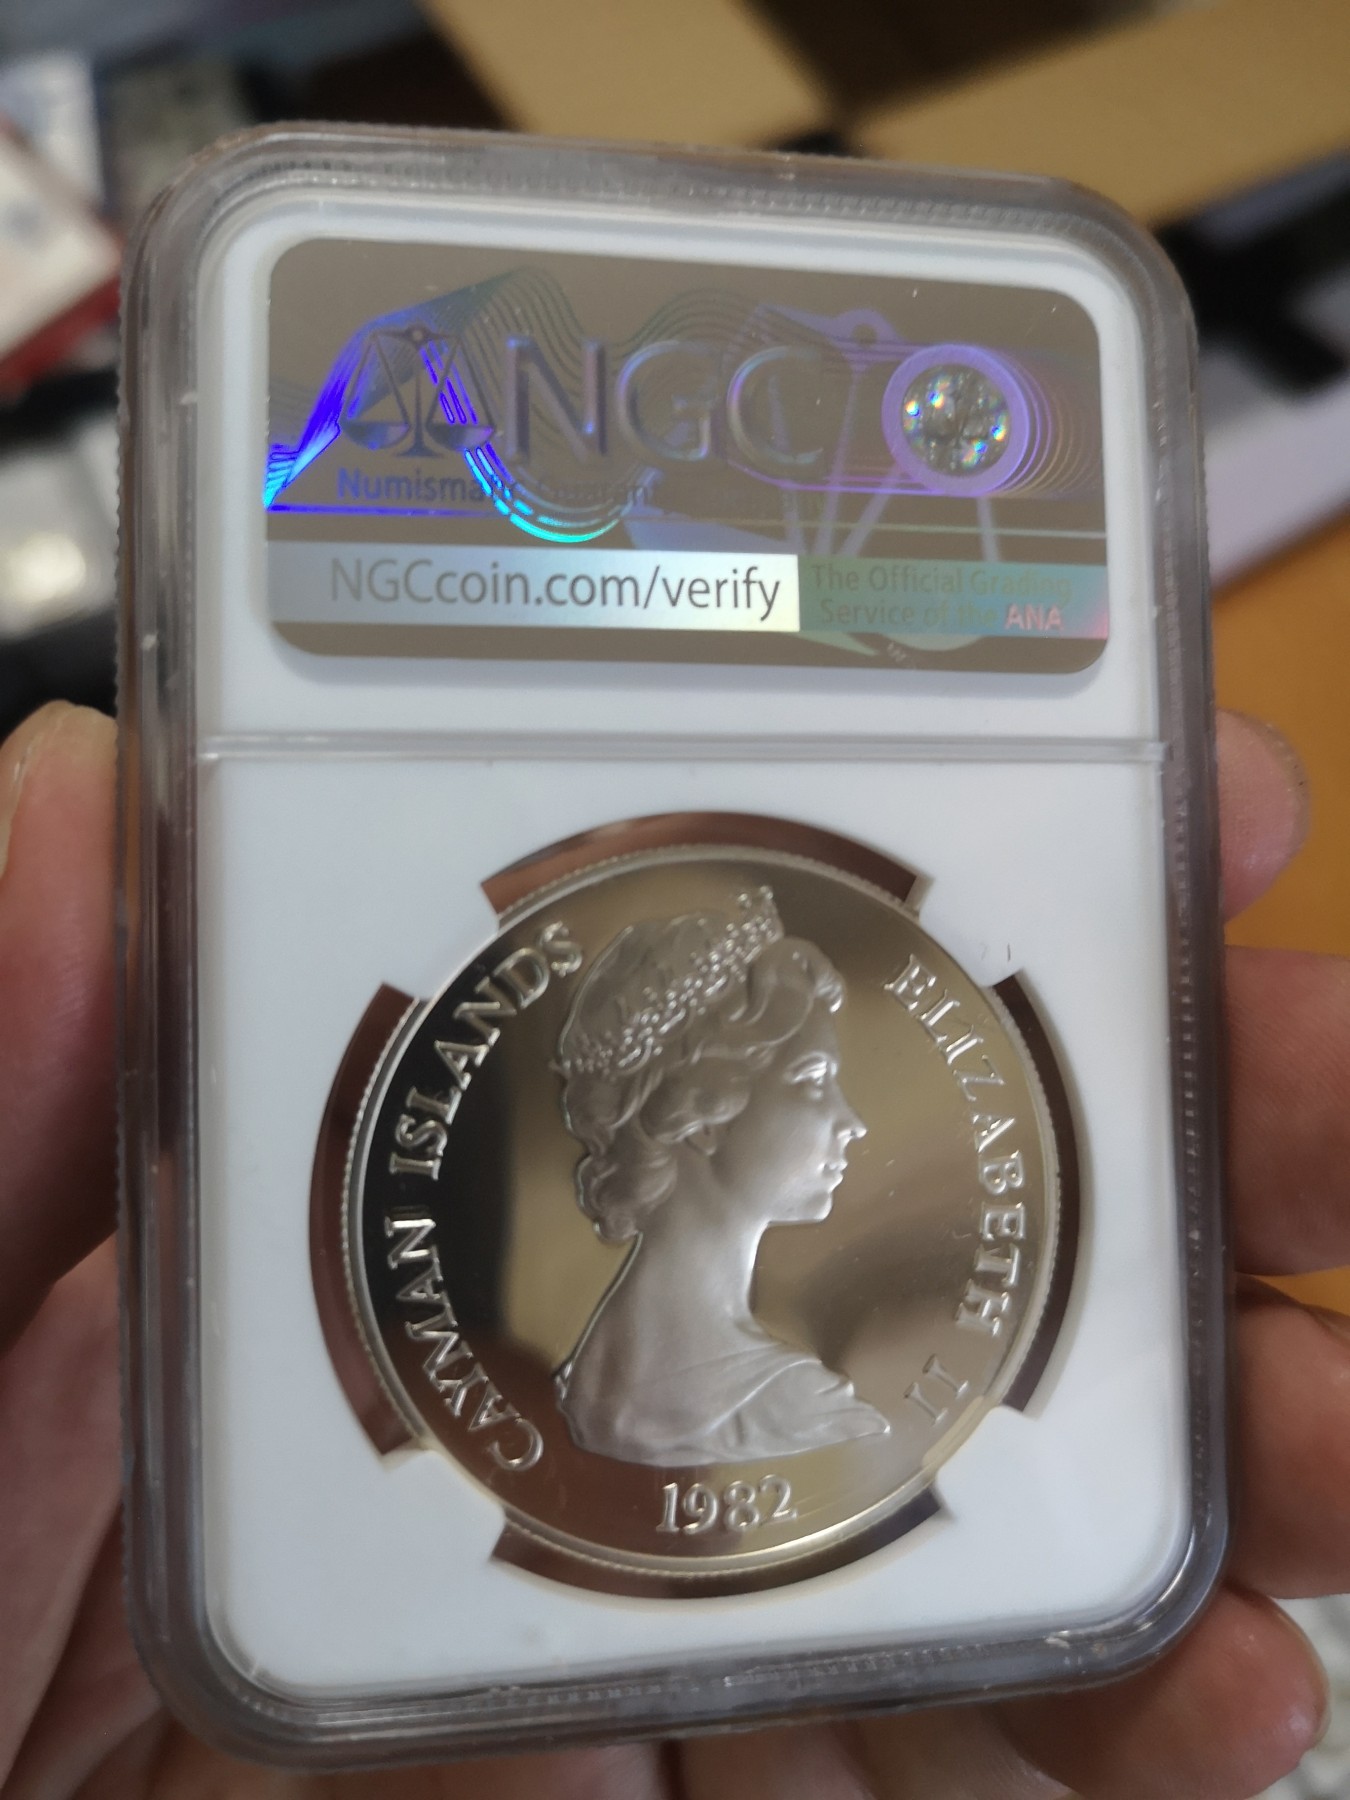 NGC
NGCcoin.com/verify
The Official Grading
Service of the ANA
CAYMAN ISLANDS
ELIZABETH II
1982